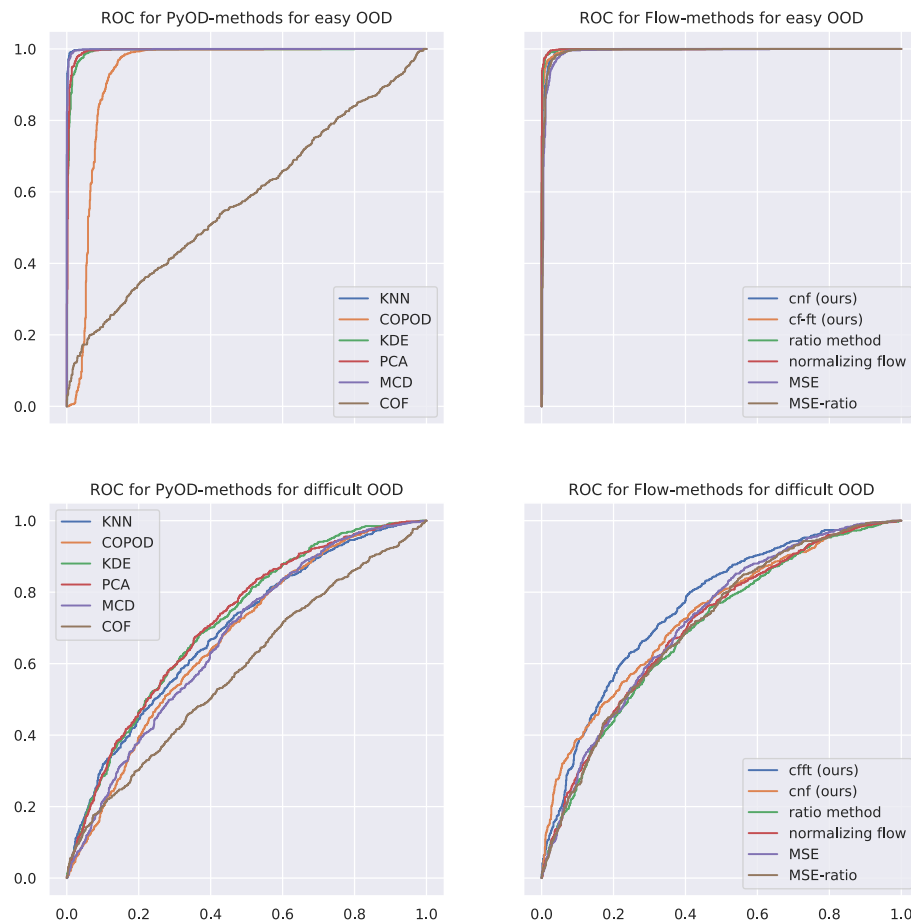 ROC for PyOD-methods for easy OOD
1.0
0.8
0.6
0.4
0.2
0.0
KNN
COPOD
KDE
PCA
MCD
COF
ROC for Flow-methods for easy OOD
cnf (ours)
cf-ft (ours)
ratio method
normalizing flow
MSE
MSE-ratio
ROC for PyOD-methods for difficult OOD
1.0
0.8
0.6
0.4
0.2
0.0
KNN
COPOD
KDE
PCA
MCD
COF
0.0 0.2 0.4 0.6 0.8 1.0
ROC for Flow-methods for difficult OOD
cfft (ours)
cnf (ours)
ratio method
normalizing flow
MSE
MSE-ratio
0.0 0.2 0.4 0.6 0.8 1.0